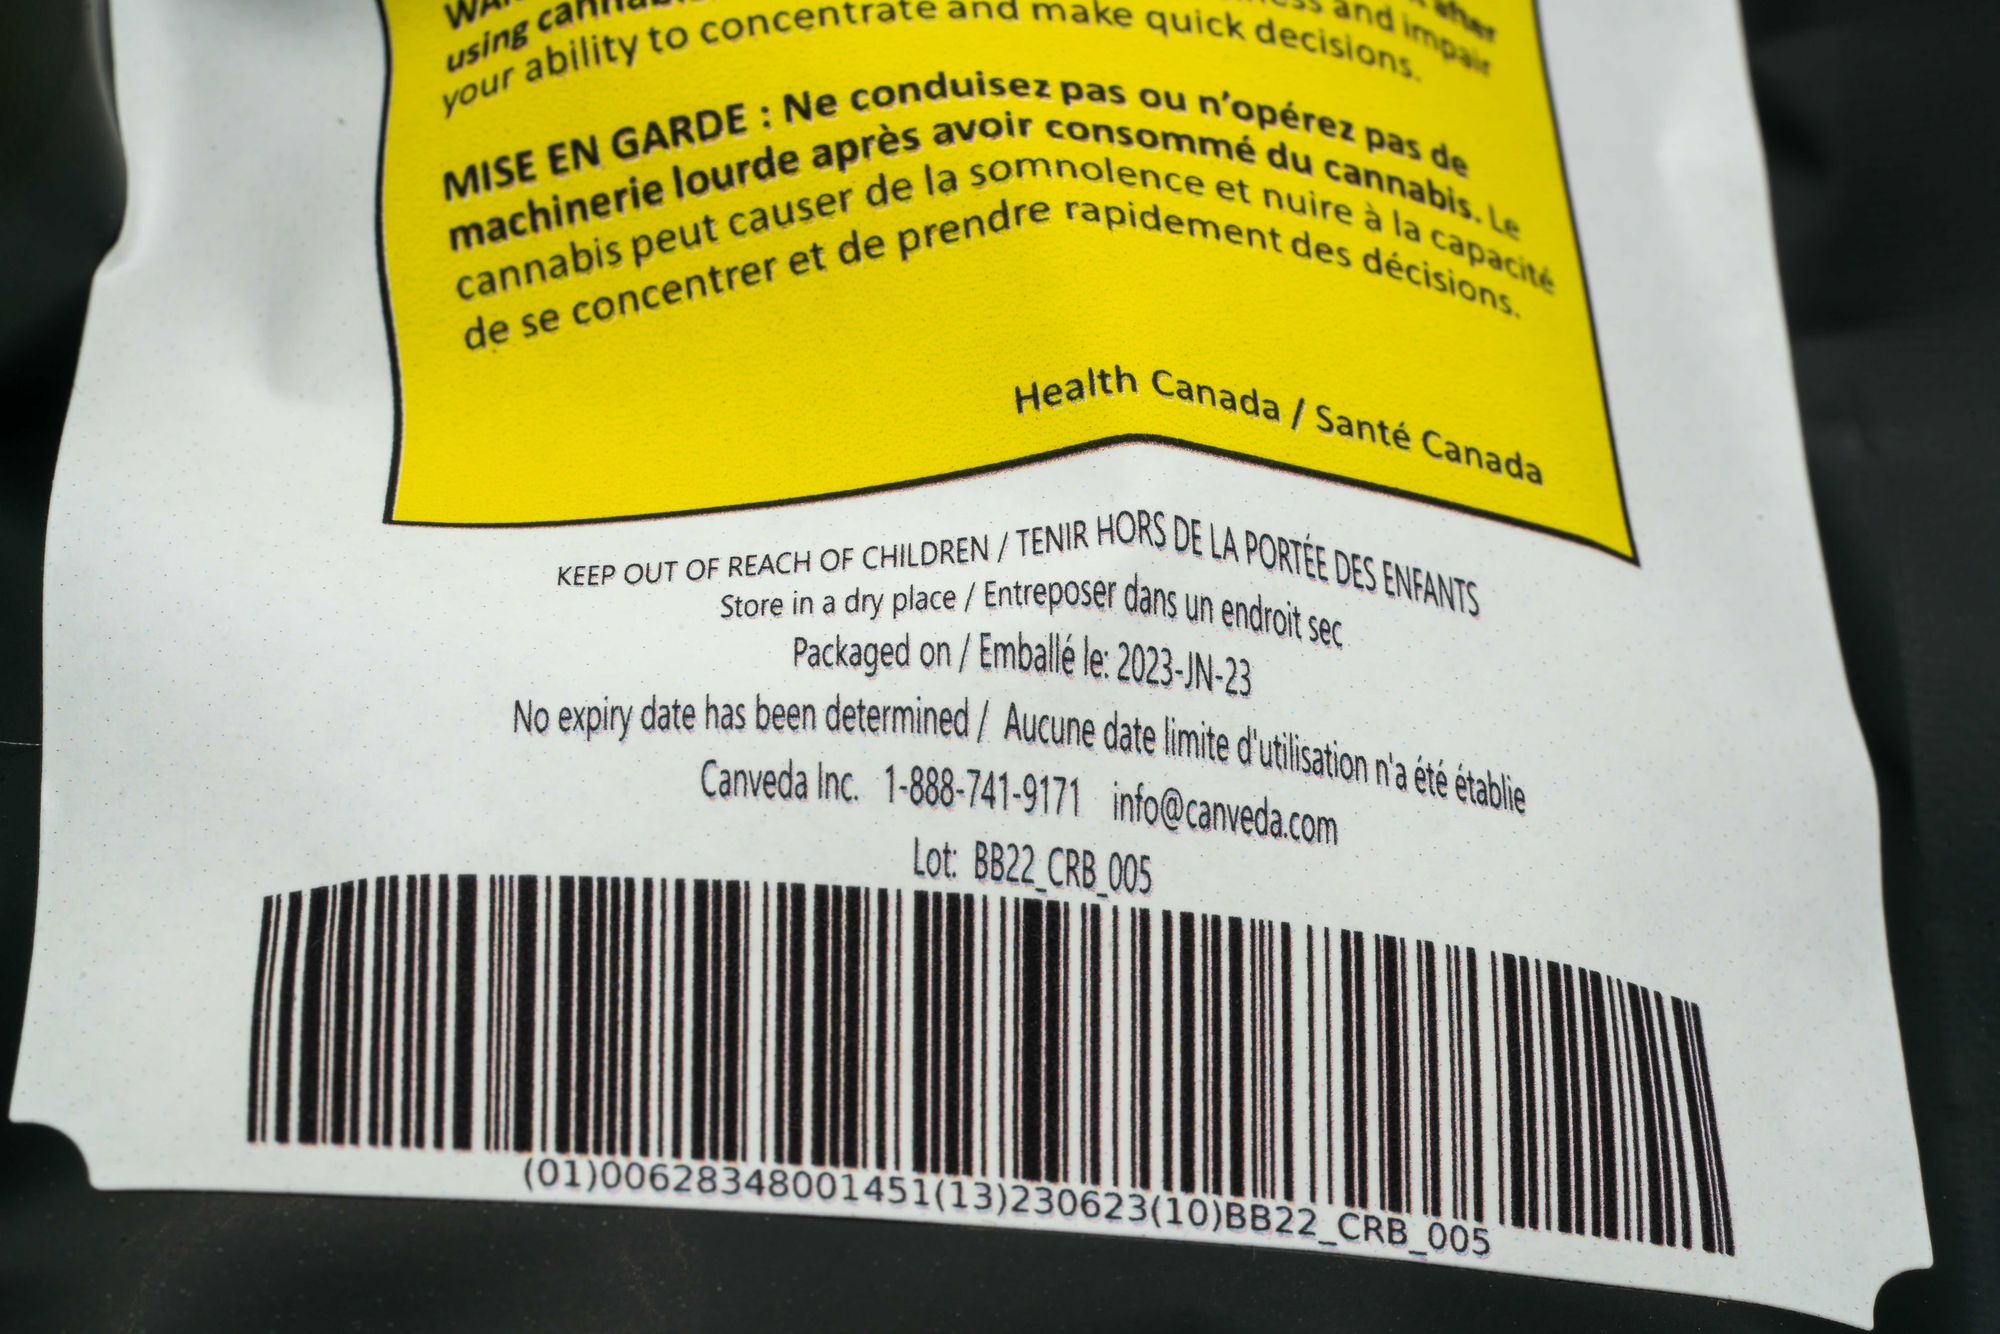 using cannabis
ss and impair
your ability to concentrate and make quick decisions.
MISE EN GARDE : Ne conduisez pas ou n’opérez pas de
machinerie lourde après avoir consommé du cannabis. Le
cannabis peut causer de la somnolence et nuire à la capacité
de se concentrer et de prendre rapidement des décisions.
Health Canada / Santé Canada
KEEP OUT OF REACH OF CHILDREN / TENIR HORS DE LA PORTÉE DES ENFANTS
Store in a dry place / Entreposer dans un endroit sec
Packaged on / Emballé le: 2023-JN-23
No expiry date has been determined / Aucune date limite d'utilisation n'a été établie
Canveda Inc. 1-888-741-9171 info@canveda.com
Lot: BB22_CRB_005
(01)00628348001451(13)230623(10)BB22_CRB_005